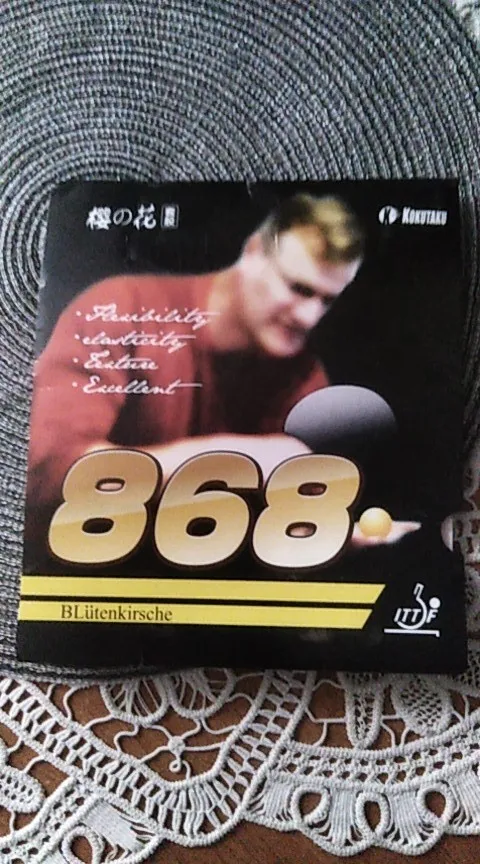 櫻の花
KOKUTAKU
· Flexibility
· elasticity
· Texture
· Excellent
868
BLütenkirsche
ITTF